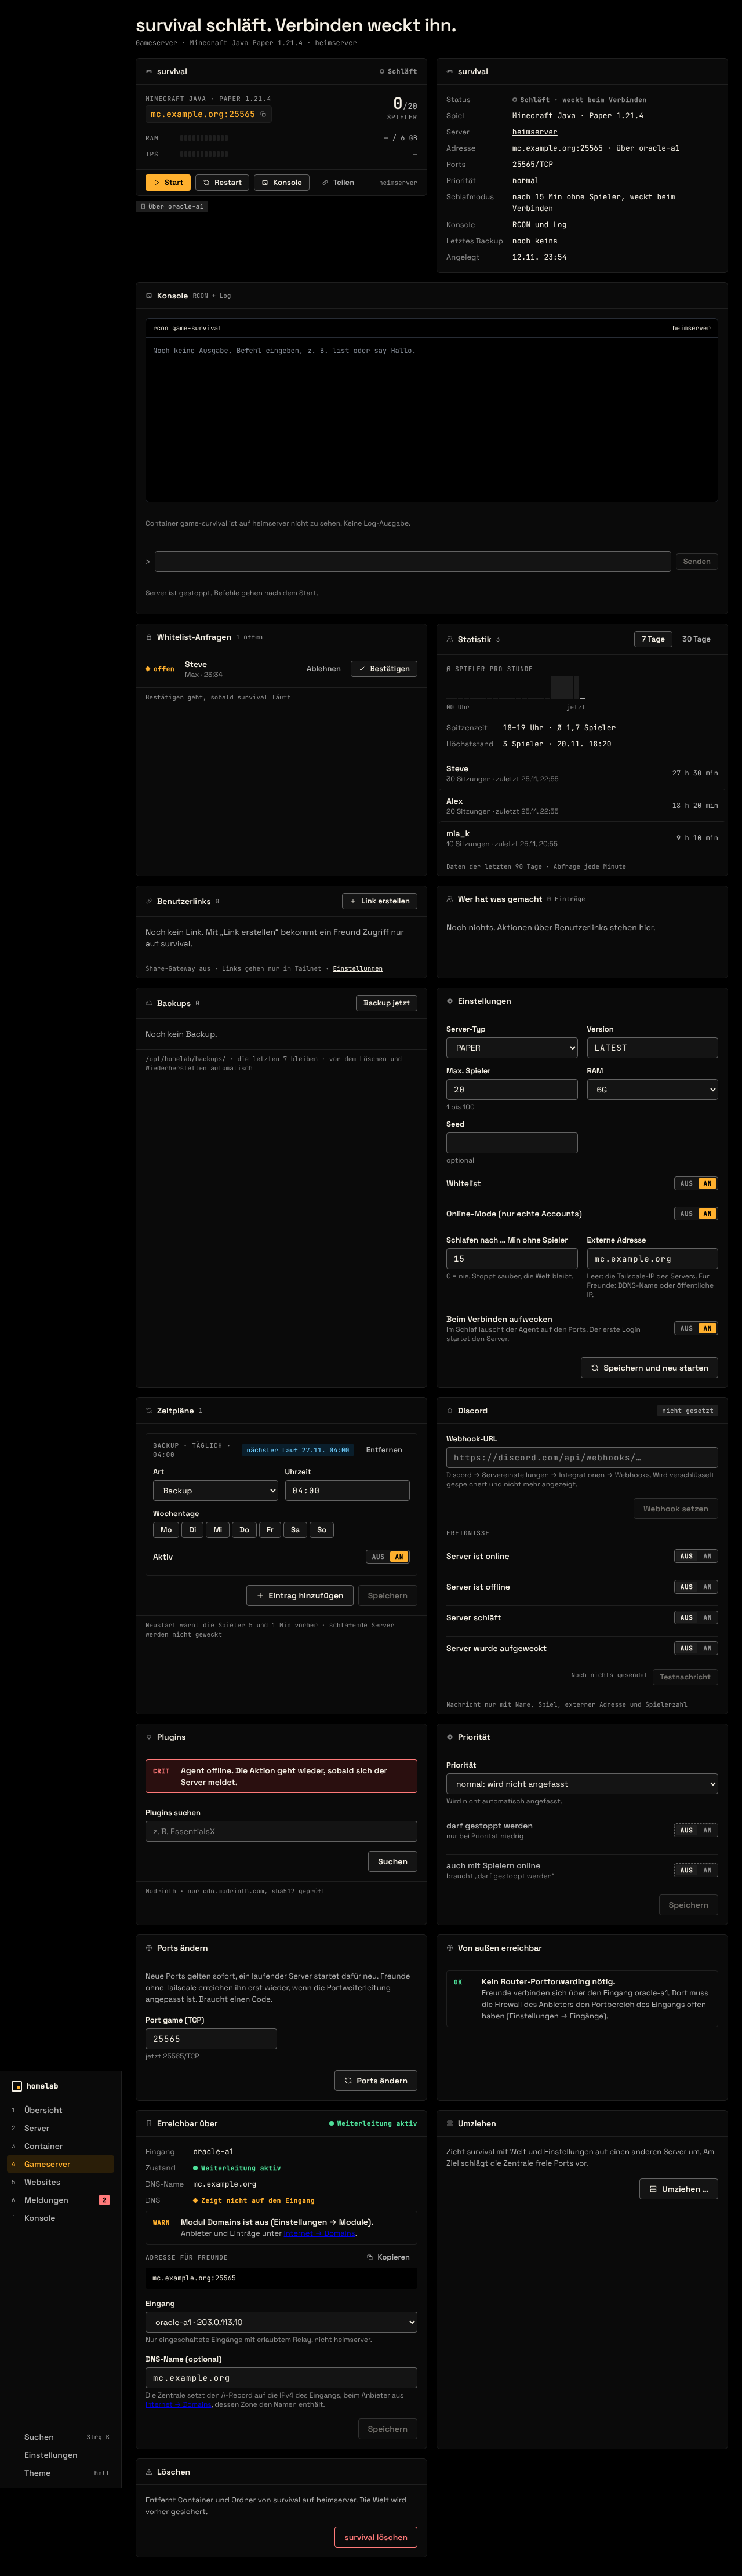 survival schläft. Verbinden weckt ihn.
Gameserver · Minecraft Java Paper 1.21.4 · heimserver
survival
Schläft
MINECRAFT JAVA · PAPER 1.21.4
mc.example.org:25565
0/20
SPIELER
RAM
— / 6 GB
TPS
—
Start
Restart
Konsole
Teilen
heimserver
über oracle-a1
survival
Status
Schläft · weckt beim Verbinden
Spiel
Minecraft Java · Paper 1.21.4
Server
heimserver
Adresse
mc.example.org:25565 · über oracle-a1
Ports
25565/TCP
Priorität
normal
Schlafmodus
nach 15 Min ohne Spieler, weckt beim
Verbinden
Konsole
RCON und Log
Letztes Backup
noch keins
Angelegt
12.11. 23:54
Konsole
RCON + Log
rcon game-survival
heimserver
Noch keine Ausgabe. Befehl eingeben, z. B. list oder say Hallo.
Container game-survival ist auf heimserver nicht zu sehen. Keine Log-Ausgabe.
>
Senden
Server ist gestoppt. Befehle gehen nach dem Start.
Whitelist-Anfragen
1 offen
offen
Steve
Max · 23:34
Ablehnen
Bestätigen
Bestätigen geht, sobald survival läuft
Statistik
3
7 Tage
30 Tage
Ø SPIELER PRO STUNDE
00 Uhr
jetzt
Spitzenzeit
18–19 Uhr · Ø 1,7 Spieler
Höchststand
3 Spieler · 20.11. 18:20
Steve
30 Sitzungen · zuletzt 25.11. 22:55
27 h 30 min
Alex
20 Sitzungen · zuletzt 25.11. 22:55
18 h 20 min
mia_k
10 Sitzungen · zuletzt 25.11. 20:55
9 h 10 min
Daten der letzten 90 Tage · Abfrage jede Minute
Benutzerlinks
0
Link erstellen
Noch kein Link. Mit „Link erstellen“ bekommt ein Freund Zugriff nur
auf survival.
Share-Gateway aus · Links gehen nur im Tailnet · Einstellungen
Wer hat was gemacht
0 Einträge
Noch nichts. Aktionen über Benutzerlinks stehen hier.
Backups
0
Backup jetzt
Noch kein Backup.
/opt/homelab/backups/ · die letzten 7 bleiben · vor dem Löschen und
Wiederherstellen automatisch
Einstellungen
Server-Typ
Version
PAPER
LATEST
Max. Spieler
RAM
20
6G
1 bis 100
Seed
optional
Whitelist
AUS
AN
Online-Mode (nur echte Accounts)
AUS
AN
Schlafen nach … Min ohne Spieler
Externe Adresse
15
mc.example.org
0 = nie. Stoppt sauber, die Welt bleibt.
Leer: die Tailscale-IP des Servers. Für
Freunde: DDNS-Name oder öffentliche
IP.
Beim Verbinden aufwecken
Im Schlaf lauscht der Agent auf den Ports. Der erste Login
startet den Server.
AUS
AN
Speichern und neu starten
Zeitpläne
1
BACKUP · TÄGLICH ·
04:00
nächster Lauf 27.11. 04:00
Entfernen
Art
Uhrzeit
Backup
04:00
Wochentage
Mo
Di
Mi
Do
Fr
Sa
So
Aktiv
AUS
AN
Eintrag hinzufügen
Speichern
Neustart warnt die Spieler 5 und 1 Min vorher · schlafende Server
werden nicht geweckt
Discord
nicht gesetzt
Webhook-URL
https://discord.com/api/webhooks/…
Discord → Servereinstellungen → Integrationen → Webhooks. Wird verschlüsselt
gespeichert und nicht mehr angezeigt.
Webhook setzen
EREIGNISSE
Server ist online
AUS
AN
Server ist offline
AUS
AN
Server schläft
AUS
AN
Server wurde aufgeweckt
AUS
AN
Noch nichts gesendet
Testnachricht
Nachricht nur mit Name, Spiel, externer Adresse und Spielerzahl
Plugins
CRIT
Agent offline. Die Aktion geht wieder, sobald sich der
Server meldet.
Plugins suchen
z. B. EssentialsX
Suchen
Modrinth · nur cdn.modrinth.com, sha512 geprüft
Priorität
Priorität
normal: wird nicht angefasst
Wird nicht automatisch angefasst.
darf gestoppt werden
nur bei Priorität niedrig
AUS
AN
auch mit Spielern online
braucht „darf gestoppt werden“
AUS
AN
Speichern
Ports ändern
Neue Ports gelten sofort, ein laufender Server startet dafür neu. Freunde
ohne Tailscale erreichen ihn erst wieder, wenn die Portweiterleitung
angepasst ist. Braucht einen Code.
Port game (TCP)
25565
jetzt 25565/TCP
Ports ändern
Von außen erreichbar
OK
Kein Router-Portforwarding nötig.
Freunde verbinden sich über den Eingang oracle-a1. Dort muss
die Firewall des Anbieters den Portbereich des Eingangs offen
haben (Einstellungen → Eingänge).
homelab
1 Übersicht
2 Server
3 Container
4 Gameserver
5 Websites
6 Meldungen
2
Konsole
Suchen
Strg K
Einstellungen
Theme
hell
Erreichbar über
Weiterleitung aktiv
Eingang
oracle-a1
Zustand
Weiterleitung aktiv
DNS-Name
mc.example.org
DNS
Zeigt nicht auf den Eingang
WARN
Modul Domains ist aus (Einstellungen → Module).
Anbieter und Einträge unter
ADRESSE FÜR FREUNDE
Kopieren
mc.example.org:25565
Eingang
oracle-a1 · 203.0.113.10
Nur eingeschaltete Eingänge mit erlaubtem Relay, nicht heimserver.
DNS-Name (optional)
mc.example.org
Die Zentrale setzt den A-Record auf die IPv4 des Eingangs, beim Anbieter aus
, dessen Zone den Namen enthält.
Speichern
Umziehen
Zieht survival mit Welt und Einstellungen auf einen anderen Server um. Am
Ziel schlägt die Zentrale freie Ports vor.
Umziehen …
Löschen
Entfernt Container und Ordner von survival auf heimserver. Die Welt wird
vorher gesichert.
survival löschen